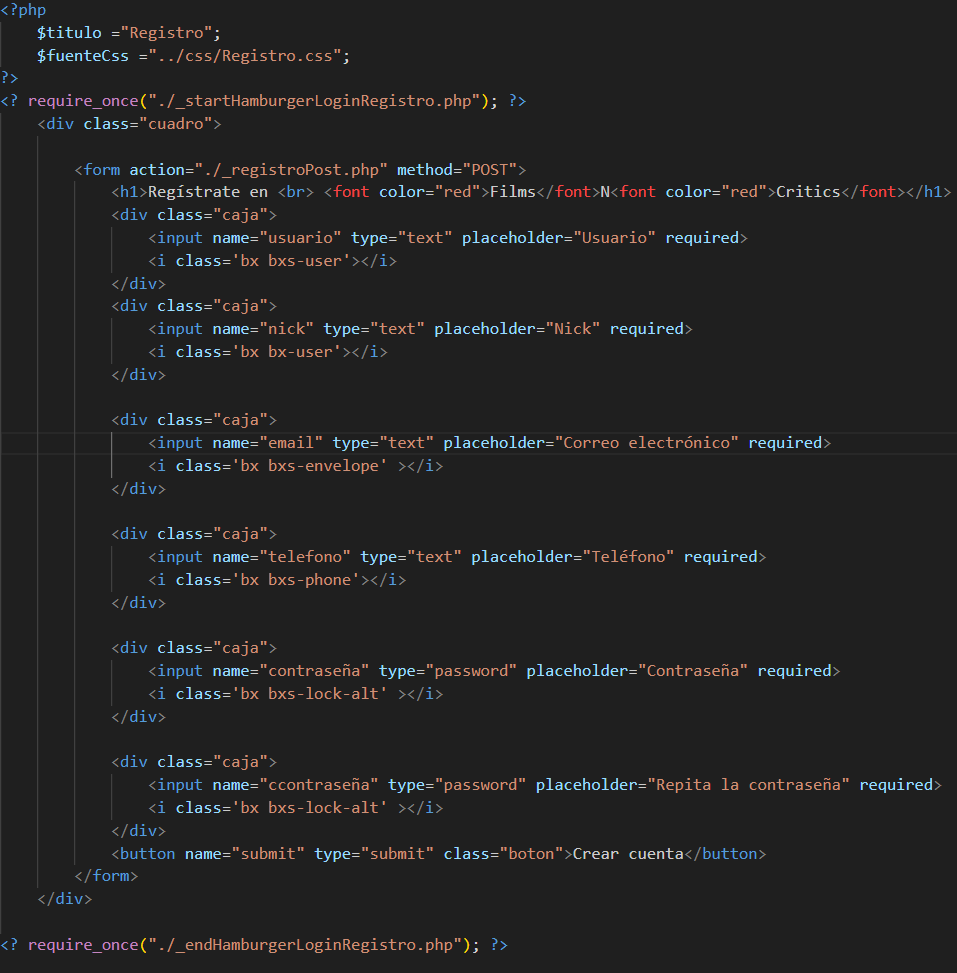 <?php
$titulo ="Registro";
$fuenteCss ="../css/Registro.css";
?>
<? require_once("./_startHamburgerLoginRegistro.php"); ?>
<div class="cuadro">
<form action="./_registroPost.php" method="POST">
<h1>Regístrate en <br> <font color="red">Films</font>N<font color="red">Critics</font></h1>
<div class="caja">
<input name="usuario" type="text" placeholder="Usuario" required>
<i class='bx bxs-user'></i>
</div>
<div class="caja">
<input name="nick" type="text" placeholder="Nick" required>
<i class='bx bx-user'></i>
</div>
<div class="caja">
<input name="email" type="text" placeholder="Correo electrónico" required>
<i class='bx bxs-envelope' ></i>
</div>
<div class="caja">
<input name="telefono" type="text" placeholder="Teléfono" required>
<i class='bx bxs-phone'></i>
</div>
<div class="caja">
<input name="contraseña" type="password" placeholder="Contraseña" required>
<i class='bx bxs-lock-alt' ></i>
</div>
<div class="caja">
<input name="ccontraseña" type="password" placeholder="Repita la contraseña" required>
<i class='bx bxs-lock-alt' ></i>
</div>
<button name="submit" type="submit" class="boton">Crear cuenta</button>
</form>
</div>
<? require_once("./_endHamburgerLoginRegistro.php"); ?>